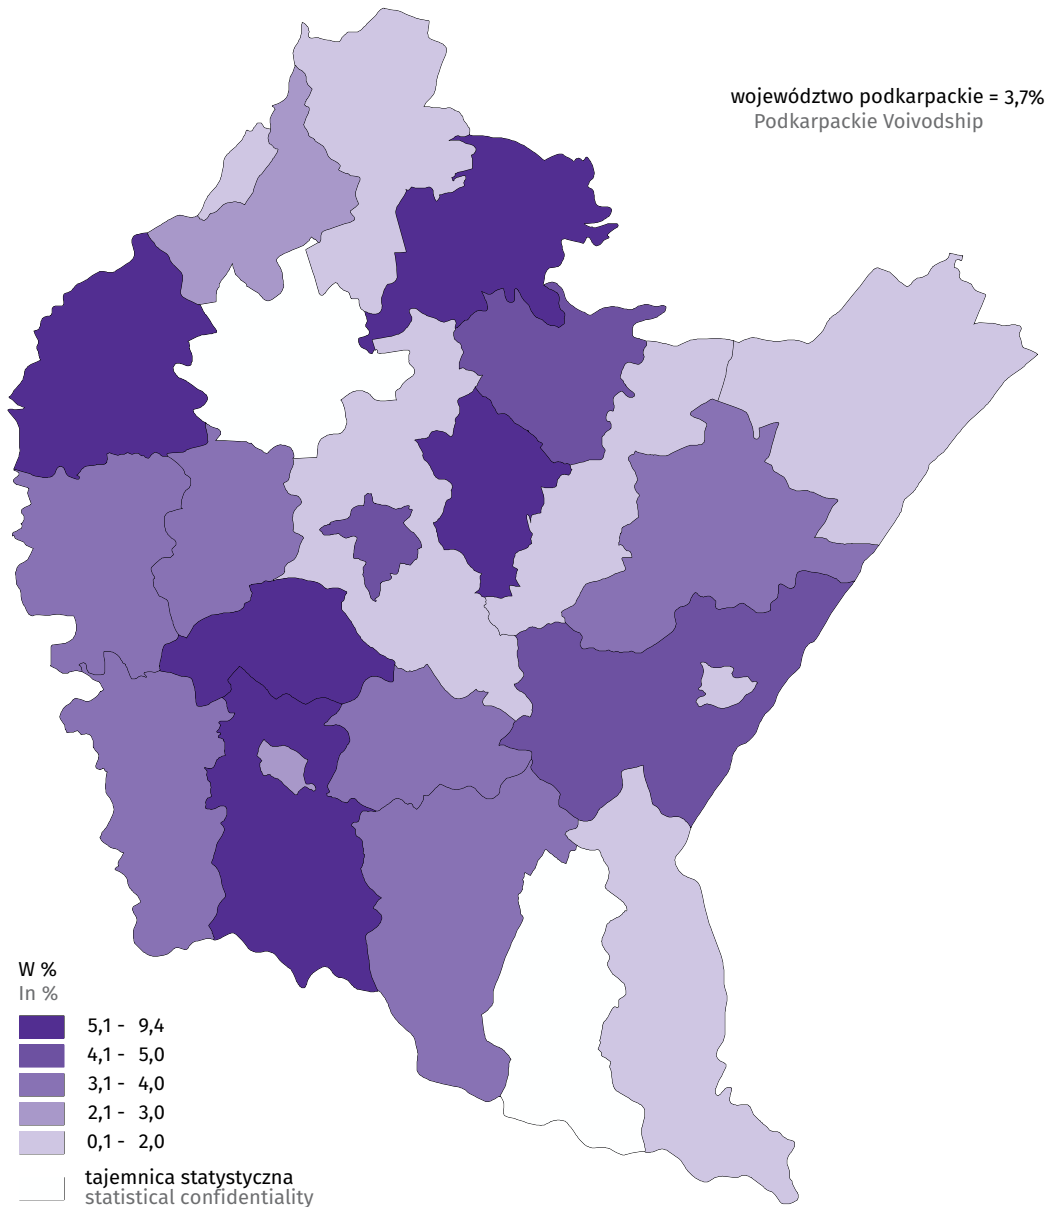 województwo podkarpackie = 3,7%
Podkarpackie Voivodship
W %
In %
5,1 - 9,4
4,1 - 5,0
3,1 - 4,0
2,1 - 3,0
0,1 - 2,0
tajemnica statystyczna
statistical confidentiality